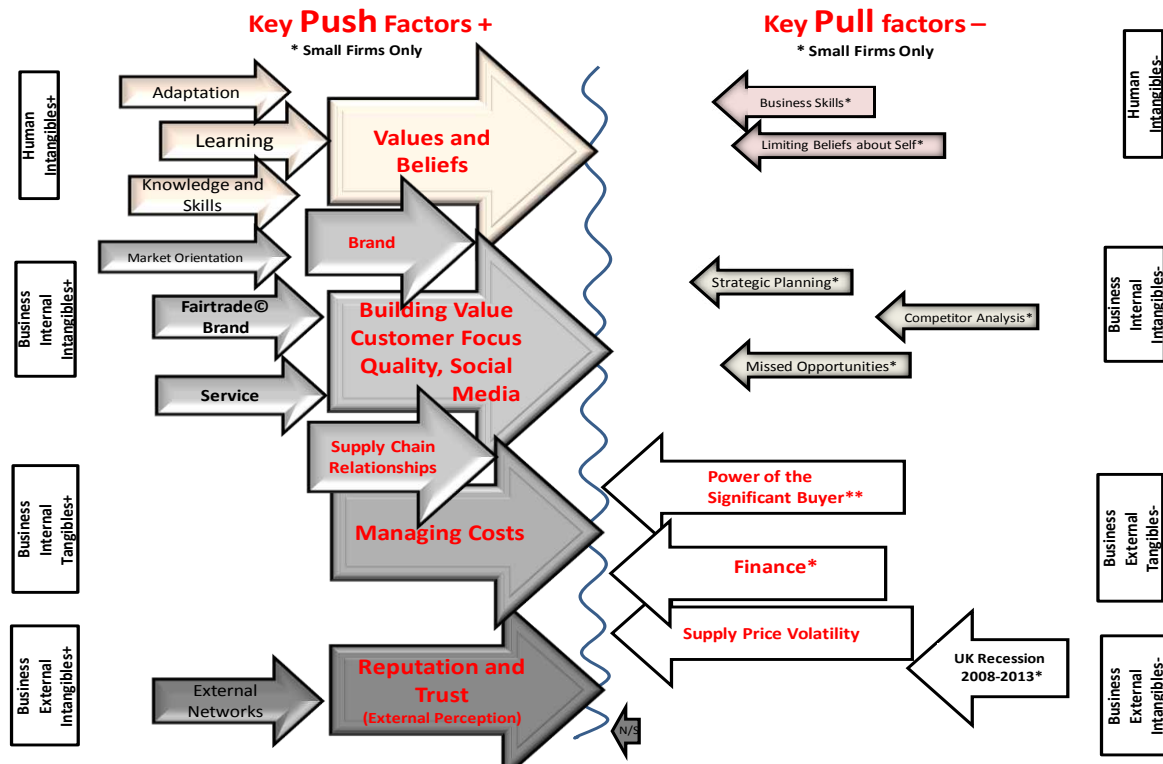 Key Push Factors +
* Small Firms Only
Key Pull factors –
* Small Firms Only
Human
Intangibles+
Adaptation
Learning
Knowledge and
Skills
Values and
Beliefs
Business Skills*
Limiting Beliefs about Self*
Human
Intangibles-
Business
Internal
Intangibles+
Market Orientation
Fairtrade©
Brand
Service
Brand
Building Value
Customer Focus
Quality, Social
Media
Strategic Planning*
Competitor Analysis*
Missed Opportunities*
Business
Internal
Intangibles-
Business
Internal
Tangibles+
Supply Chain
Relationships
Managing Costs
Power of the
Significant Buyer**
Finance*
Supply Price Volatility
Business
External
Tangibles-
Business
External
Intangibles+
External
Networks
Reputation and
Trust
(External Perception)
N/S
UK Recession
2008-2013*
Business
External
Intangibles-